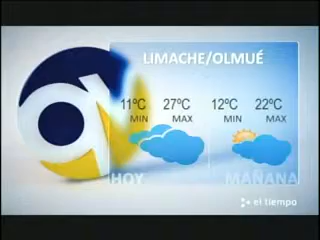 LIMACHE/OLMUÉ
11ºC 27ºC 12ºC 22ºC
MIN MAX MIN MAX
HOY MAÑANA
el tiempo